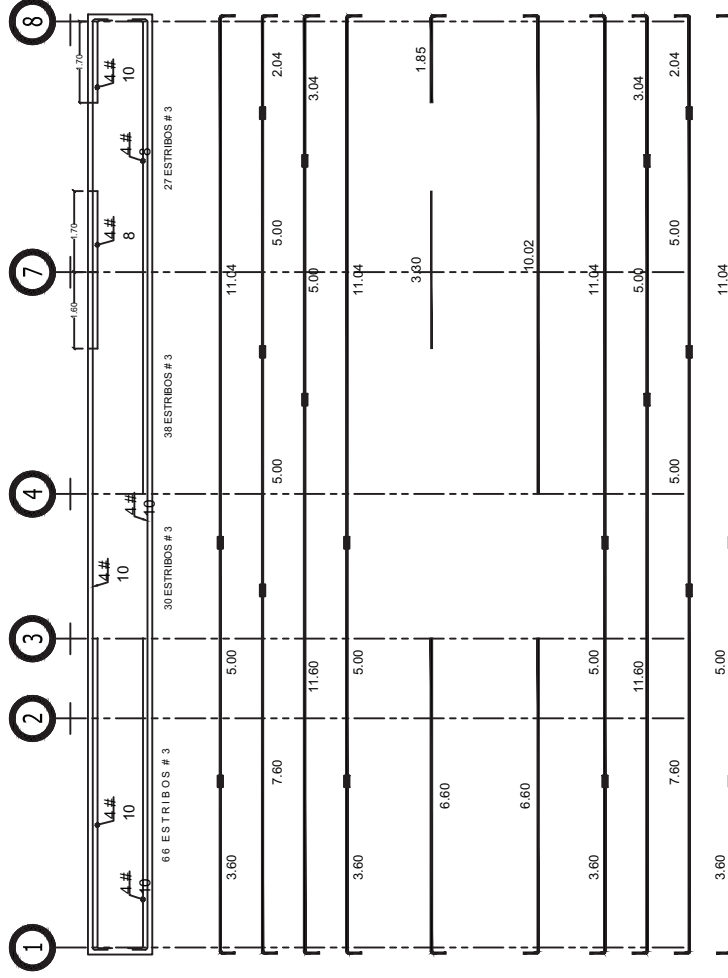 1 2 3 4 7 8
1.60 1.70 1.70
4 # 10
4 # 10
4 # 8
4 # 10
4 # 10
4 # 10
4 # 8
66 ESTRIBOS # 3
30 ESTRIBOS # 3
38 ESTRIBOS # 3
27 ESTRIBOS # 3
3.60 5.00 11.04
7.60 5.00 5.00 2.04
11.60 5.00 3.04
3.60 5.00 11.04
6.60 3.30 1.85
6.60 10.02
3.60 5.00 11.04
11.60 5.00 3.04
7.60 5.00 5.00 2.04
3.60 5.00 11.04